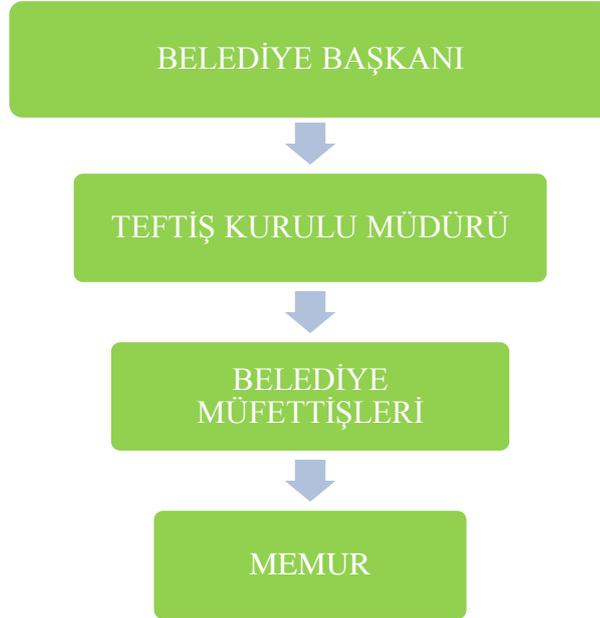 BELEDİYE BAŞKANI
TEFTİŞ KURULU MÜDÜRÜ
BELEDİYE
MÜFETTİŞLERİ
MEMUR